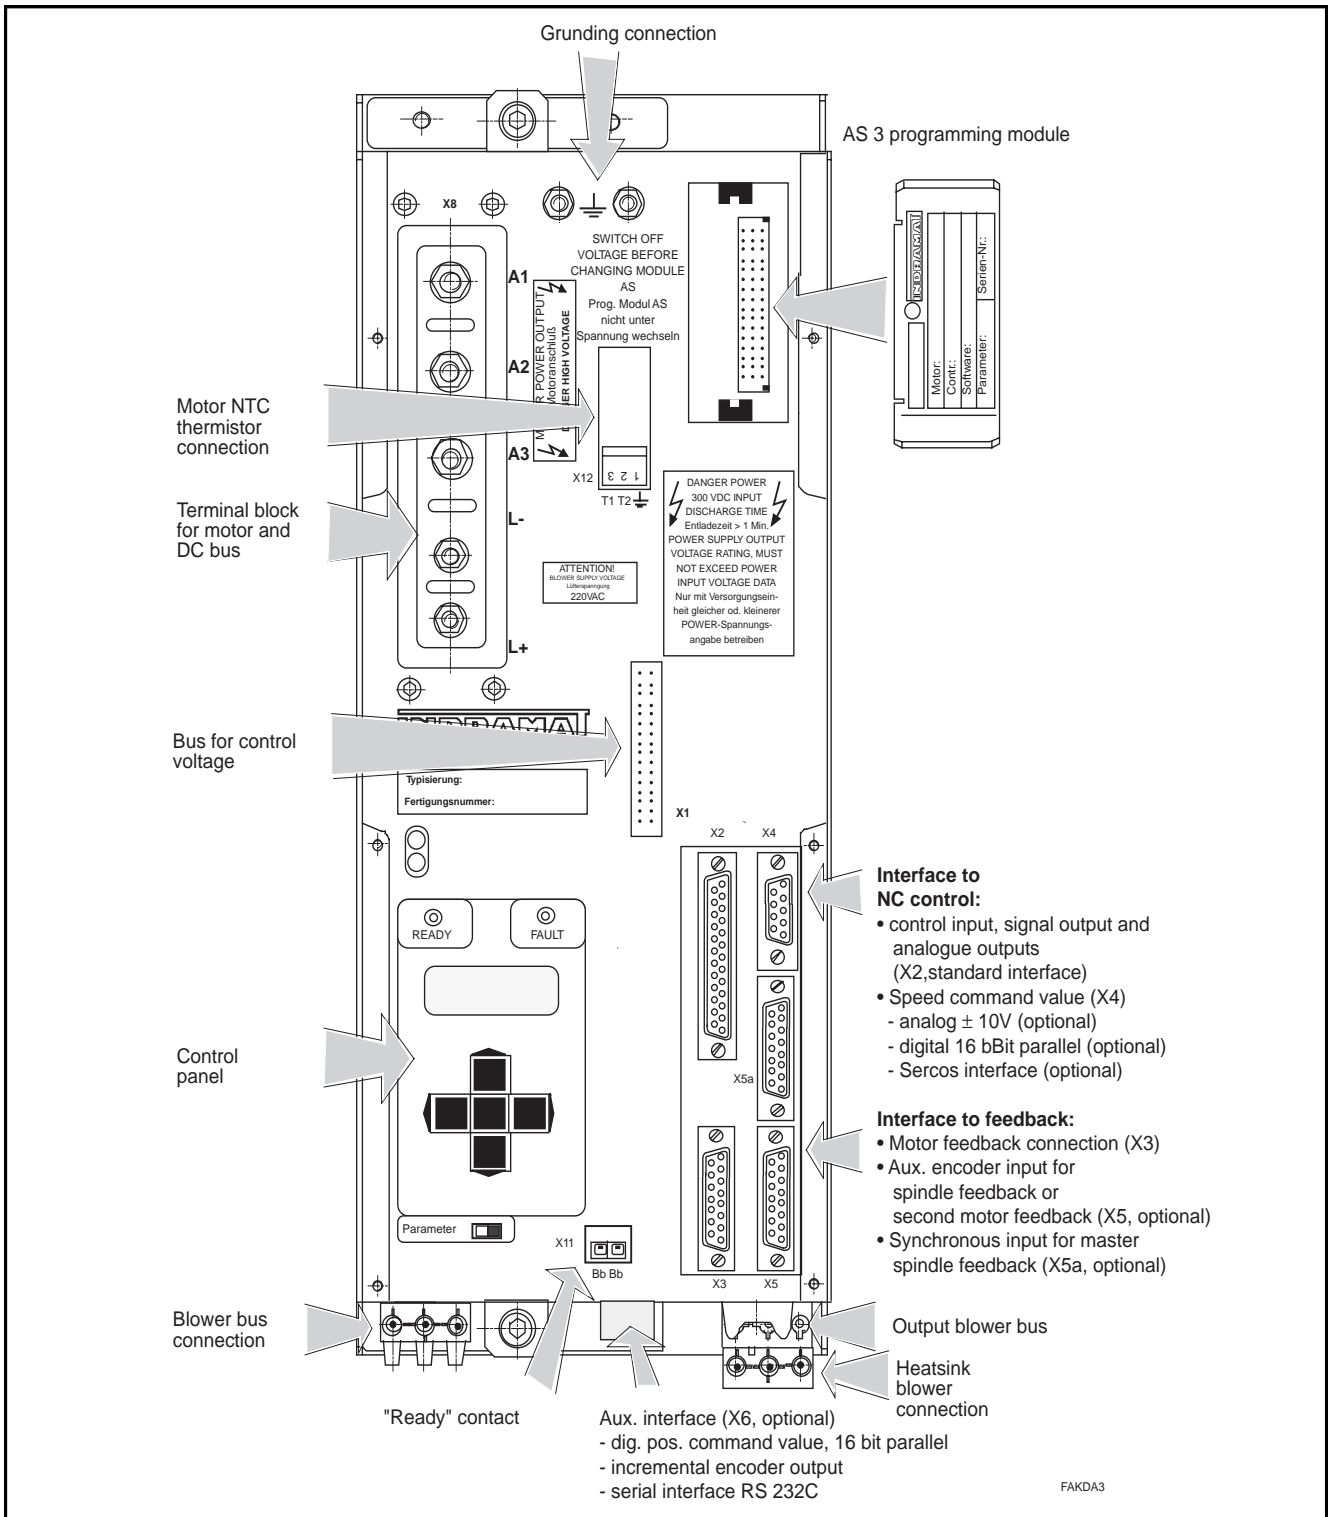 Grunding connection
AS 3 programming module
X8
SWITCH OFF
VOLTAGE BEFORE
CHANGING MODULE
AS
Prog. Modul AS
nicht unter
Spannung wechseln
INDRAMAT
Motor:
Contr.:
Software:
Parameter:
Serien-Nr.:
A1
A2
A3
L-
L+
POWER OUTPUT
Motoranschluß
HIGH VOLTAGE
Motor NTC
thermistor
connection
X12
1 2 3
T1 T2
Terminal block
for motor and
DC bus
DANGER POWER
300 VDC INPUT
DISCHARGE TIME
Entladezeit > 1 Min.
POWER SUPPLY OUTPUT
VOLTAGE RATING, MUST
NOT EXCEED POWER
INPUT VOLTAGE DATA
Nur mit Versorgungsein-
heit gleicher od. kleinerer
POWER-Spannungs-
angabe betreiben
ATTENTION!
BLOWER SUPPLY VOLTAGE
Lüfterspanngung
220VAC
INDRAMAT
Bus for control
voltage
Typisierung:
Fertigungsnummer:
X1
X2
X4
READY
FAULT
Control
panel
X5a
Interface to
NC control:
• control input, signal output and
analogue outputs
(X2,standard interface)
• Speed command value (X4)
- analog ± 10V (optional)
- digital 16 bBit parallel (optional)
- Sercos interface (optional)
Interface to feedback:
• Motor feedback connection (X3)
• Aux. encoder input for
spindle feedback or
second motor feedback (X5, optional)
• Synchronous input for master
spindle feedback (X5a, optional)
Parameter
X11
Bb Bb
X3
X5
Blower bus
connection
Output blower bus
Heatsink
blower
connection
"Ready" contact
Aux. interface (X6, optional)
- dig. pos. command value, 16 bit parallel
- incremental encoder output
- serial interface RS 232C
FAKDA3